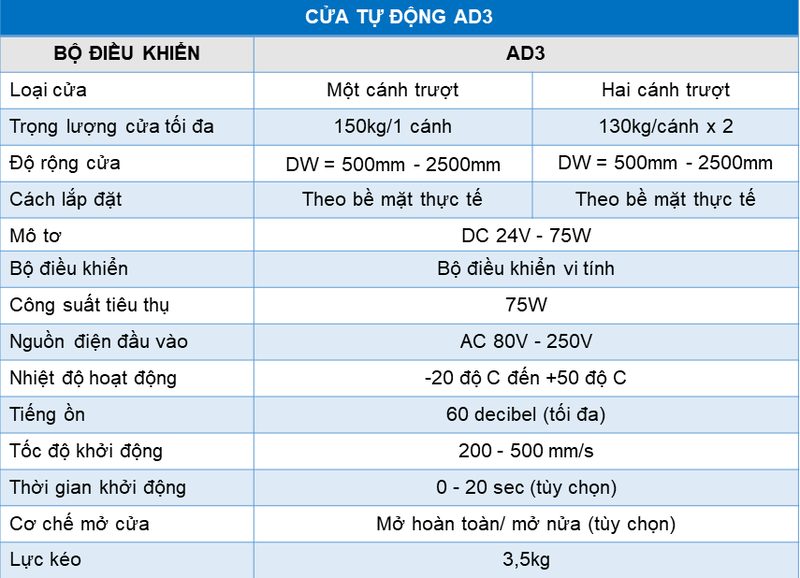 CỬA TỰ ĐỘNG AD3
BỘ ĐIỀU KHIỂN AD3
Loại cửa Một cánh trượt Hai cánh trượt
Trọng lượng cửa tối đa 150kg/1 cánh 130kg/cánh x 2
Độ rộng cửa DW = 500mm - 2500mm DW = 500mm - 2500mm
Cách lắp đặt Theo bề mặt thực tế Theo bề mặt thực tế
Mô tơ DC 24V - 75W
Bộ điều khiển Bộ điều khiển vi tính
Công suất tiêu thụ 75W
Nguồn điện đầu vào AC 80V - 250V
Nhiệt độ hoạt động -20 độ C đến +50 độ C
Tiếng ồn 60 decibel (tối đa)
Tốc độ khởi động 200 - 500 mm/s
Thời gian khởi động 0 - 20 sec (tùy chọn)
Cơ chế mở cửa Mở hoàn toàn/ mở nửa (tùy chọn)
Lực kéo 3,5kg